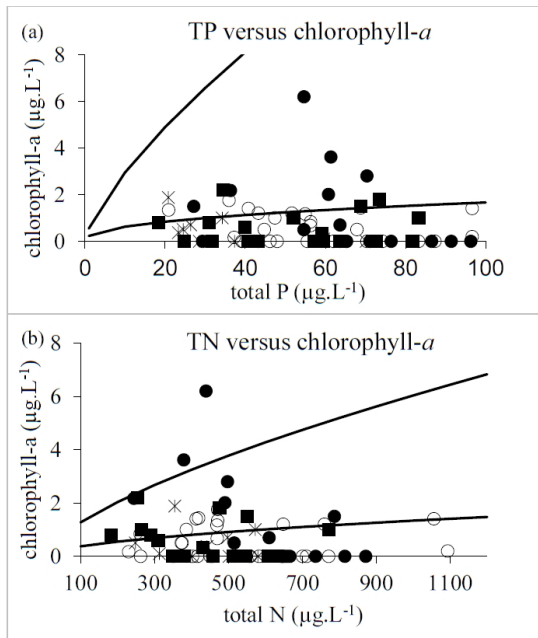 (a) TP versus chlorophyll-a
8
6
4
2
0
chlorophyll-a (µg.L-1)
0 20 40 60 80 100
total P (µg.L-1)
(b) TN versus chlorophyll-a
8
6
4
2
0
chlorophyll-a (µg.L-1)
100 300 500 700 900 1100
total N (µg.L-1)